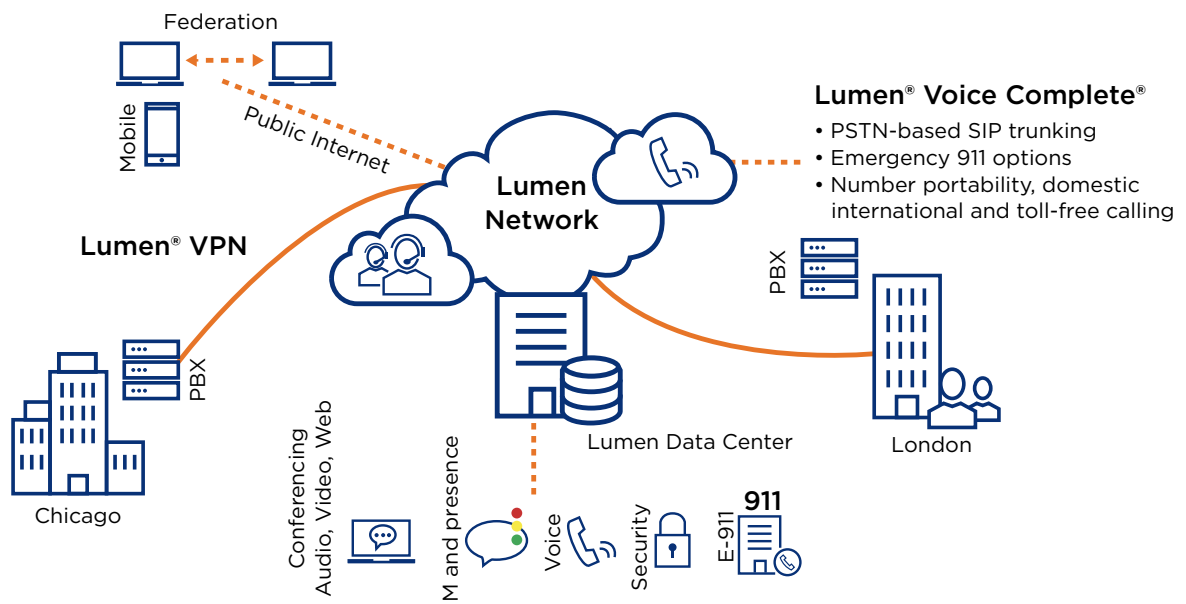 Federation
Mobile
Public Internet
Lumen® VPN
Lumen
Network
Lumen® Voice Complete®
• PSTN-based SIP trunking
• Emergency 911 options
• Number portability, domestic
international and toll-free calling
PBX
PBX
Chicago
London
Lumen Data Center
Conferencing
Audio, Video, Web
M and presence
Voice
Security
E-911
911